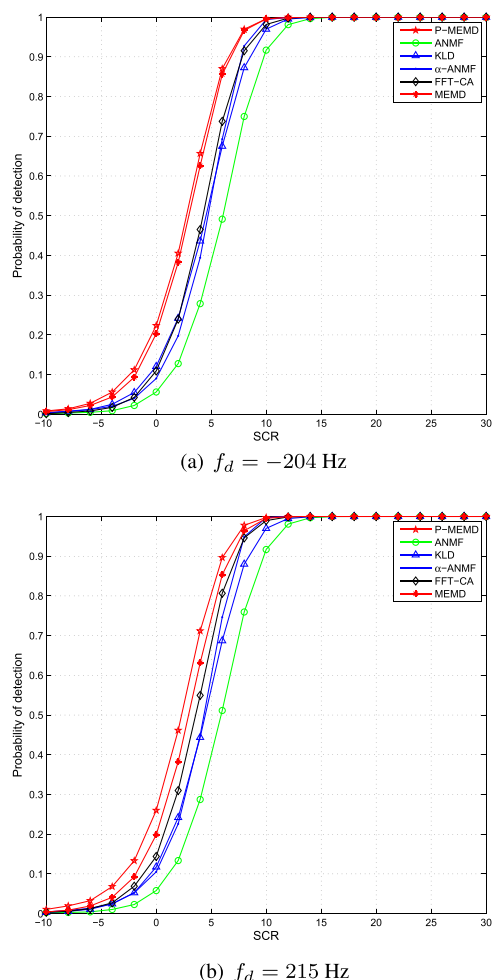 1
0.9
0.8
0.7
0.6
0.5
0.4
0.3
0.2
0.1
0
Probability of detection
P−MEMD
ANMF
KLD
α−ANMF
FFT−CA
MEMD
−10 −5 0 5 10 15 20 25 30
SCR
(a) f_d = −204 Hz
1
0.9
0.8
0.7
0.6
0.5
0.4
0.3
0.2
0.1
0
Probability of detection
P−MEMD
ANMF
KLD
α−ANMF
FFT−CA
MEMD
−10 −5 0 5 10 15 20 25 30
SCR
(b) f_d = 215 Hz